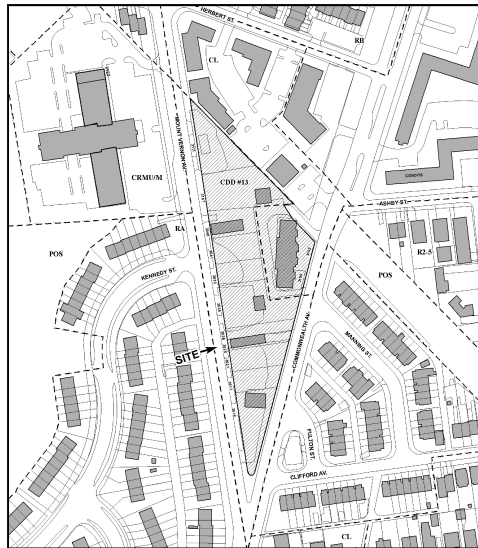 HERBERT ST.
RB
CL
MOUNT VERNON AV.
CDD #13
CRMU/M
CONDOS
ASHBY ST.
RA
POS
KENNEDY ST.
R2-5
POS
COMMONWEALTH AV.
SITE
MANNING ST.
FULTON ST.
CLIFFORD AV.
CL